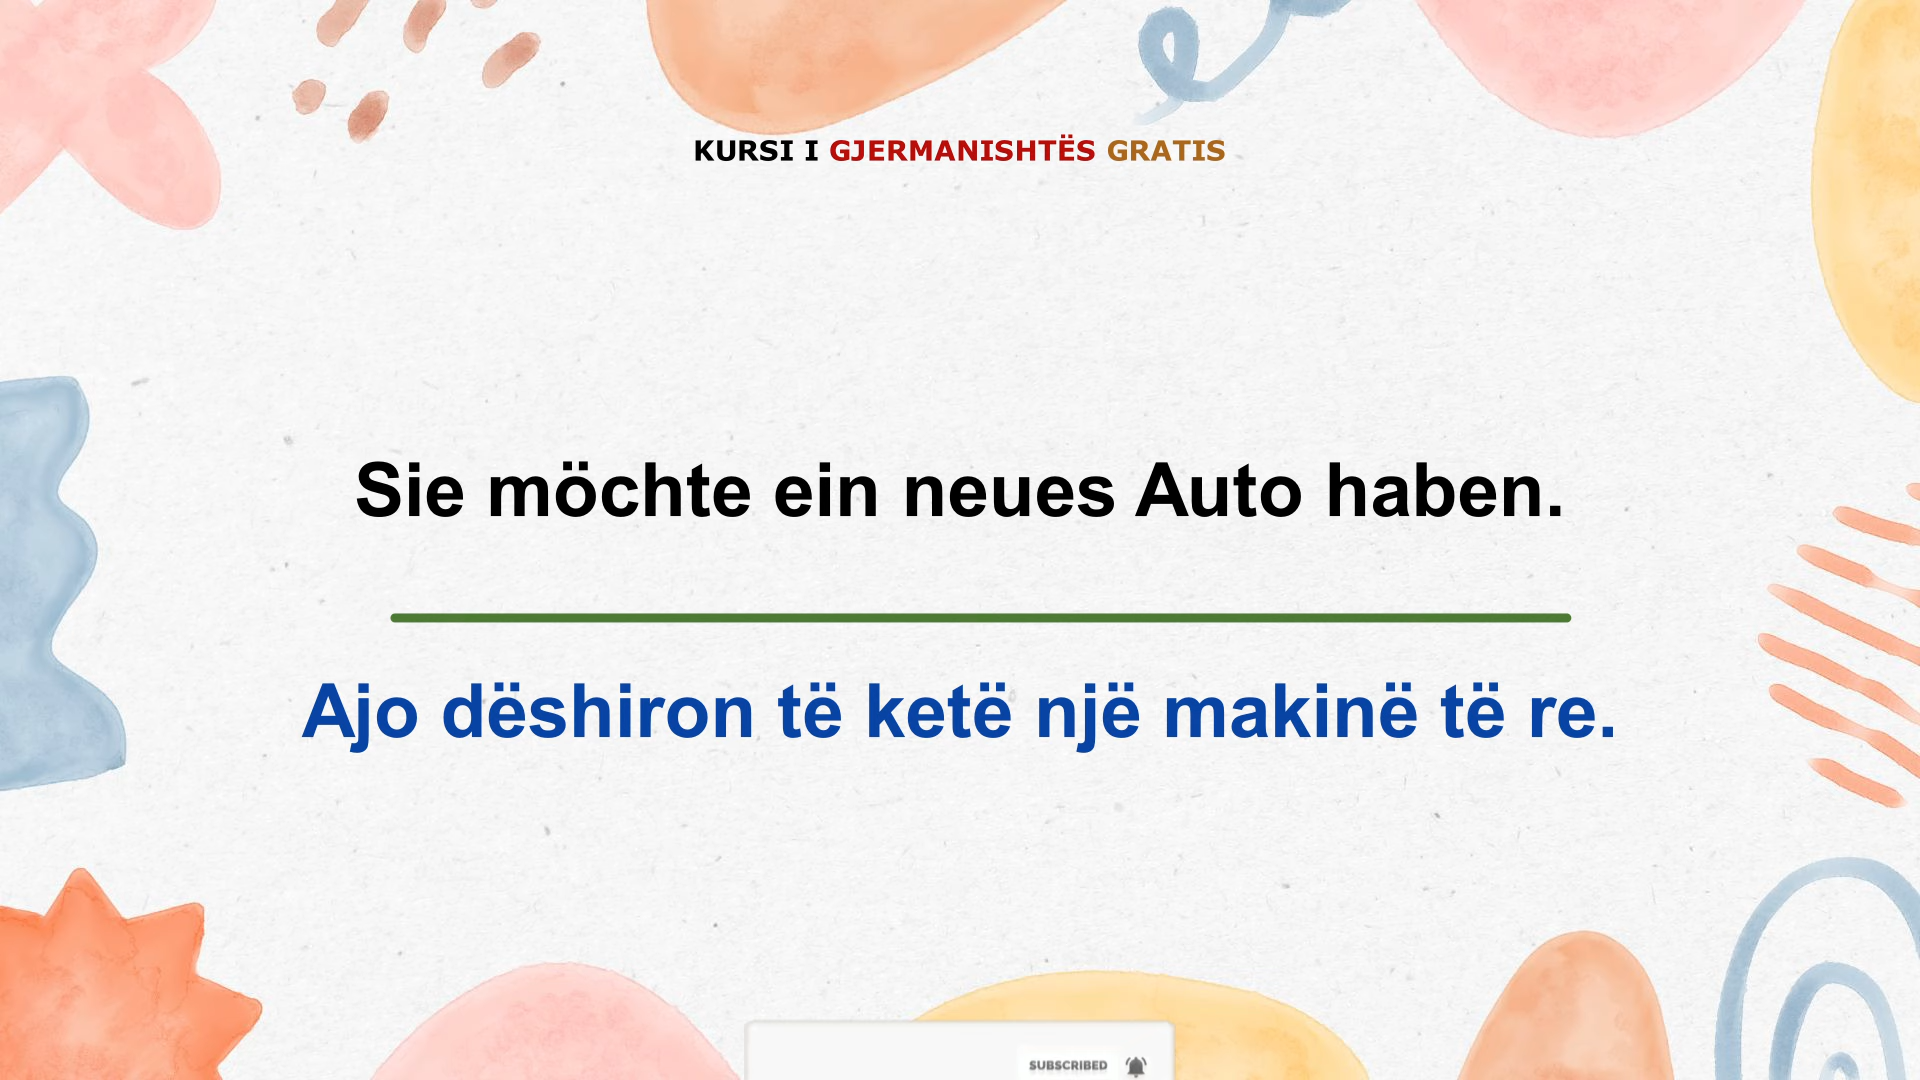 KURSI I GJERMANISHTËS GRATIS
Sie möchte ein neues Auto haben.
Ajo dëshiron të ketë një makinë të re.
SUBSCRIBED